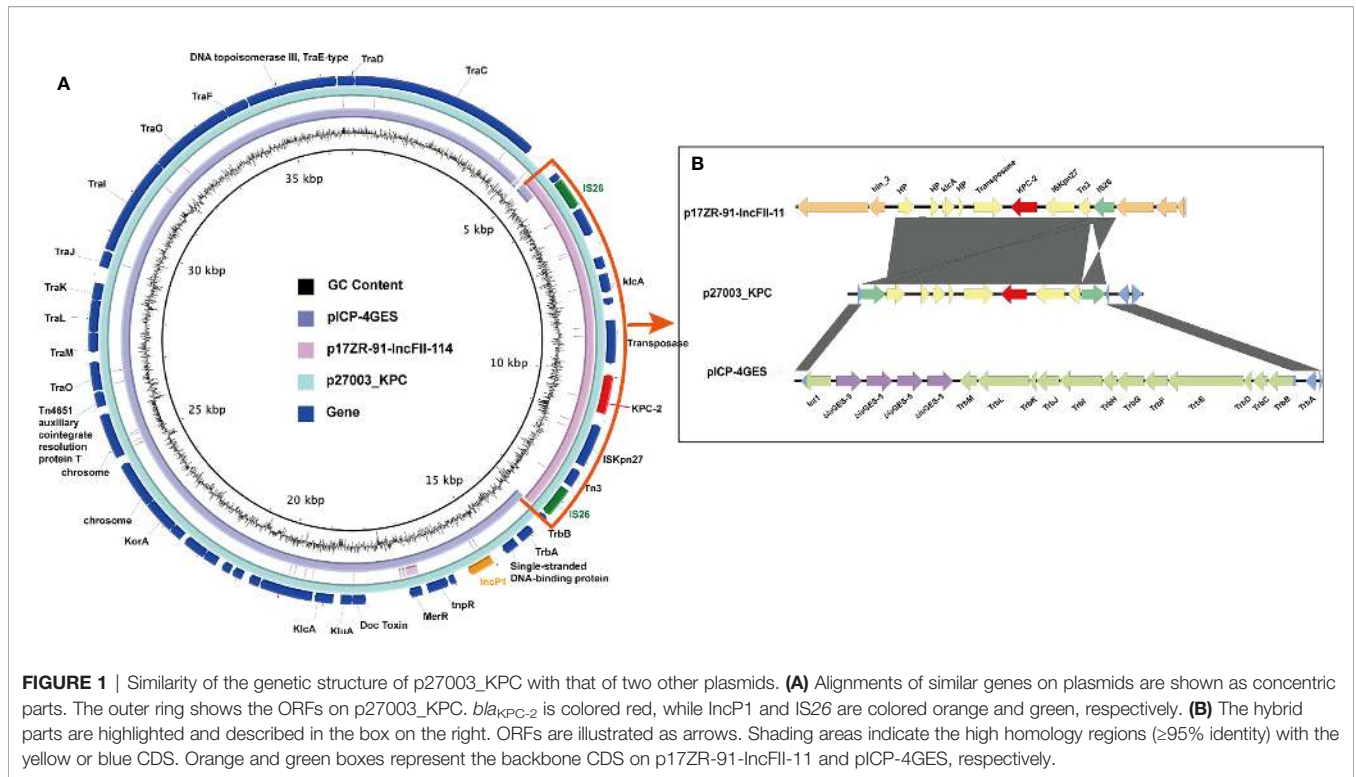 A
DNA topoisomerase III, TraE-type
TraD
TraC
TraF
TraG
TraI
TraJ
TraK
TraL
TraM
TraO
Tn4651
auxiliary
cointegrate
resolution
protein T
chrosome
chrosome
KorA
KlcA
KluA
Doc Toxin
MerR
tnpR
IncP1
Single-stranded
DNA-binding protein
TrbA
TrbB
IS26
Tn3
ISKpn27
KPC-2
Transposase
klcA
IS26
35 kbp
5 kbp
10 kbp
15 kbp
20 kbp
25 kbp
30 kbp
GC Content
pICP-4GES
p17ZR-91-IncFII-114
p27003_KPC
Gene
B
hin_2
HP
HP
klcA
HP
Transposase
KPC-2
ISKpn27
Tn3
IS26
p17ZR-91-IncFII-11
p27003_KPC
pICP-4GES
Int1
blaGES-5
blaGES-5
blaGES-5
TrbM
TrbL
TrbK
TrbJ
TrbI
TrbH
TrbG
TrbF
TrbE
TrbD
TrbC
TrbB
TrbA
FIGURE 1 | Similarity of the genetic structure of p27003_KPC with that of two other plasmids. (A) Alignments of similar genes on plasmids are shown as concentric
parts. The outer ring shows the ORFs on p27003_KPC. blaKPC-2 is colored red, while IncP1 and IS26 are colored orange and green, respectively. (B) The hybrid
parts are highlighted and described in the box on the right. ORFs are illustrated as arrows. Shading areas indicate the high homology regions (≥95% identity) with the
yellow or blue CDS. Orange and green boxes represent the backbone CDS on p17ZR-91-IncFII-11 and pICP-4GES, respectively.